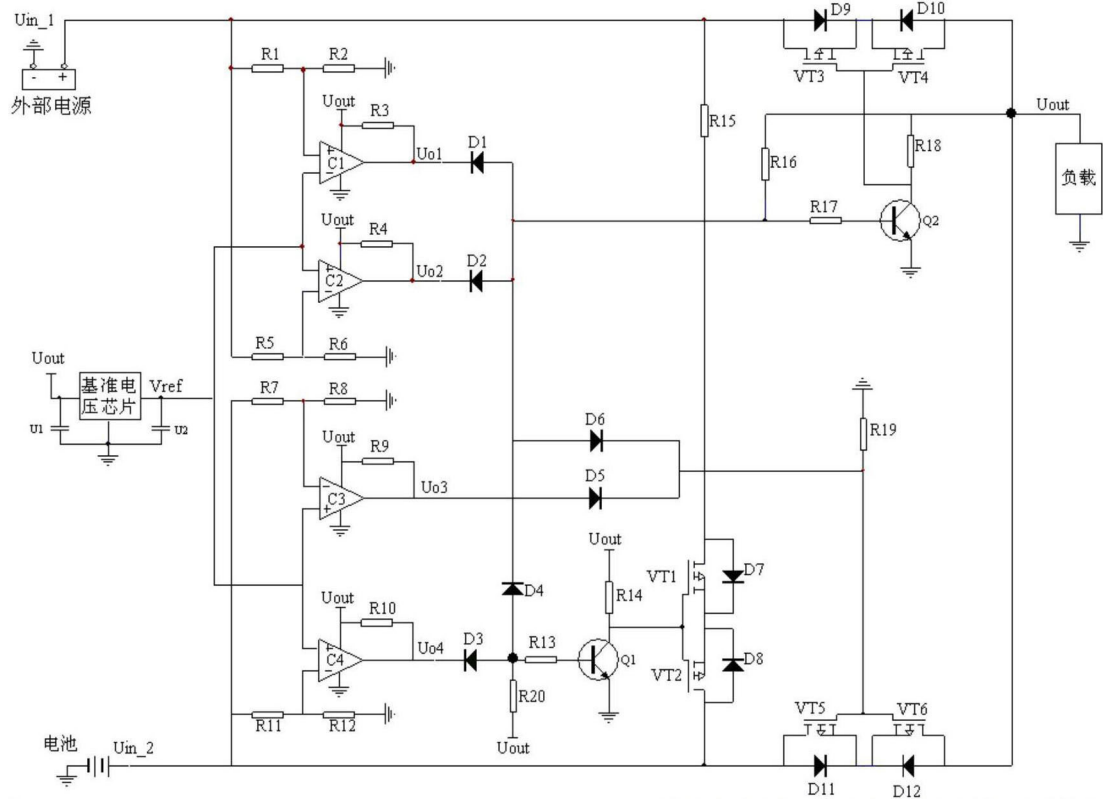 Uin_1
D9
D10
R1
R2
VT3
VT4
- +
外部电源
Uout
R3
Uout
R15
D1
R18
+
C1
-
Uo1
R16
负载
R17
Q2
Uout
R4
D2
+
C2
-
Uo2
R5
R6
Uout
基准电
压芯片
Vref
R7
R8
U1
U2
D6
R19
Uout
R9
-
C3
+
Uo3
D5
Uout
VT1
D7
R14
D4
Uout
R10
+
C4
-
Uo4
D3
R13
Q1
VT2
D8
R20
R11
R12
Uout
VT5
VT6
电池
Uin_2
D11
D12